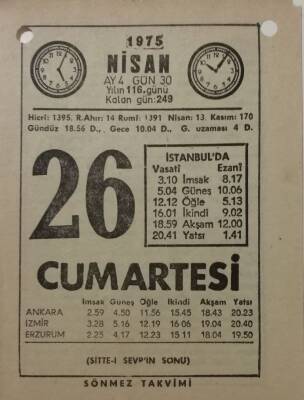 1975
NİSAN
AY 4 GÜN 30
Yılın 116. günü
Kalan gün: 249
Hicrî: 1395. R.Ahır: 14 Rumî: 1391 Nisan: 13. Kasım: 170
Gündüz 18.56 D., Gece 10.04 D., G. uzaması 4 D.
26
İSTANBUL'DA
Vasatî Ezanî
3.10 İmsak 8.17
5.04 Güneş 10.06
12.12 Öğle 5.13
16.01 İkindi 9.02
18.59 Akşam 12.00
20.41 Yatsı 1.41
CUMARTESİ
İmsak Güneş Öğle İkindi Akşam Yatsı
ANKARA 2.59 4.50 11.56 15.45 18.43 20.23
İZMİR 3.28 5.16 12.19 16.06 19.04 20.40
ERZURUM 2.25 4.17 12.23 15.11 18.04 19.50
(SİTTE-İ SEVR'İN SONU)
SÖNMEZ TAKVİMİ